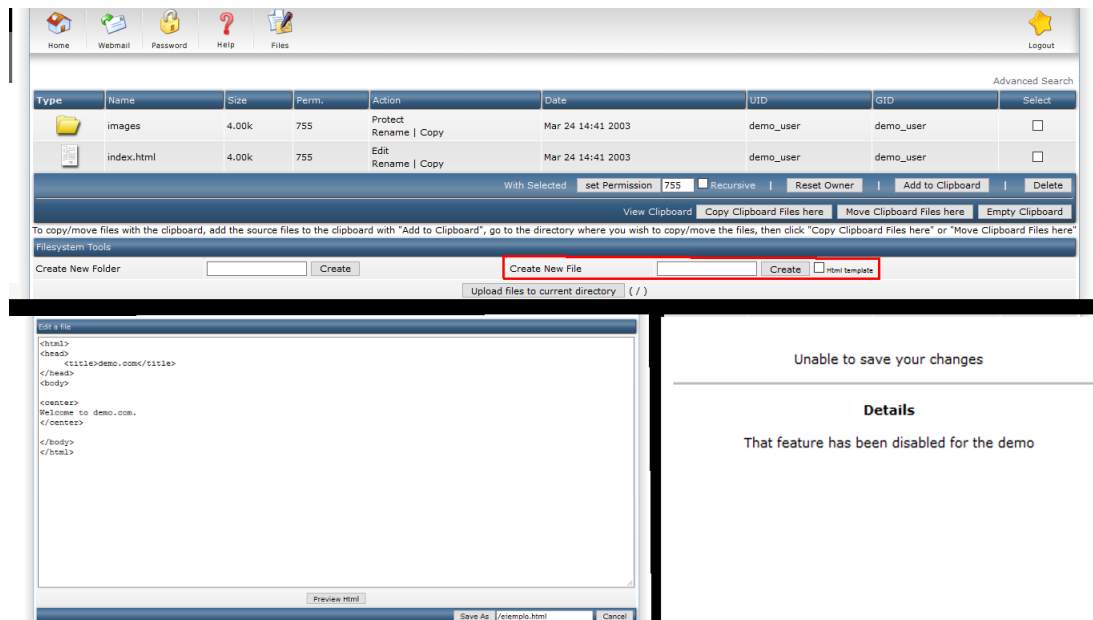 Home Webmail Password Help Files Logout
Advanced Search
Type Name Size Perm. Action Date UID GID Select
images 4.00k 755 Protect Mar 24 14:41 2003 demo_user demo_user
Rename | Copy
index.html 4.00k 755 Edit Mar 24 14:41 2003 demo_user demo_user
Rename | Copy
With Selected set Permission 755 Recursive | Reset Owner | Add to Clipboard | Delete
View Clipboard Copy Clipboard Files here Move Clipboard Files here Empty Clipboard
To copy/move files with the clipboard, add the source files to the clipboard with "Add to Clipboard", go to the directory where you wish to copy/move the files, then click "Copy Clipboard Files here" or "Move Clipboard Files here"
Filesystem Tools
Create New Folder Create Create New File Create Html template
Upload files to current directory ( / )
Edit a file
<html>
<head>
<title>demo.com</title>
</head>
<body>
<center>
Welcome to demo.com.
</center>
</body>
</html>
Preview Html
Save As /ejemplo.html Cancel
Unable to save your changes
Details
That feature has been disabled for the demo